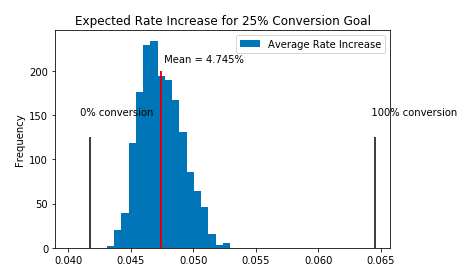 Expected Rate Increase for 25% Conversion Goal
Average Rate Increase
Mean = 4.745%
0% conversion
100% conversion
Frequency
200
150
100
50
0
0.040 0.045 0.050 0.055 0.060 0.065